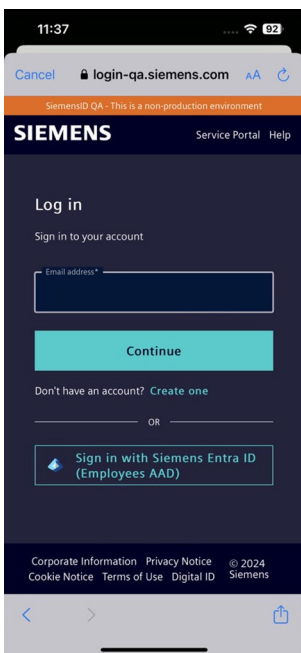 11:37
92
Cancel
login-qa.siemens.com
AA
SiemensID QA - This is a non-production environment
SIEMENS
Service Portal Help
Log in
Sign in to your account
Email address*
Continue
Don't have an account? Create one
OR
Sign in with Siemens Entra ID
(Employees AAD)
Corporate Information Privacy Notice
Cookie Notice Terms of Use Digital ID
© 2024
Siemens